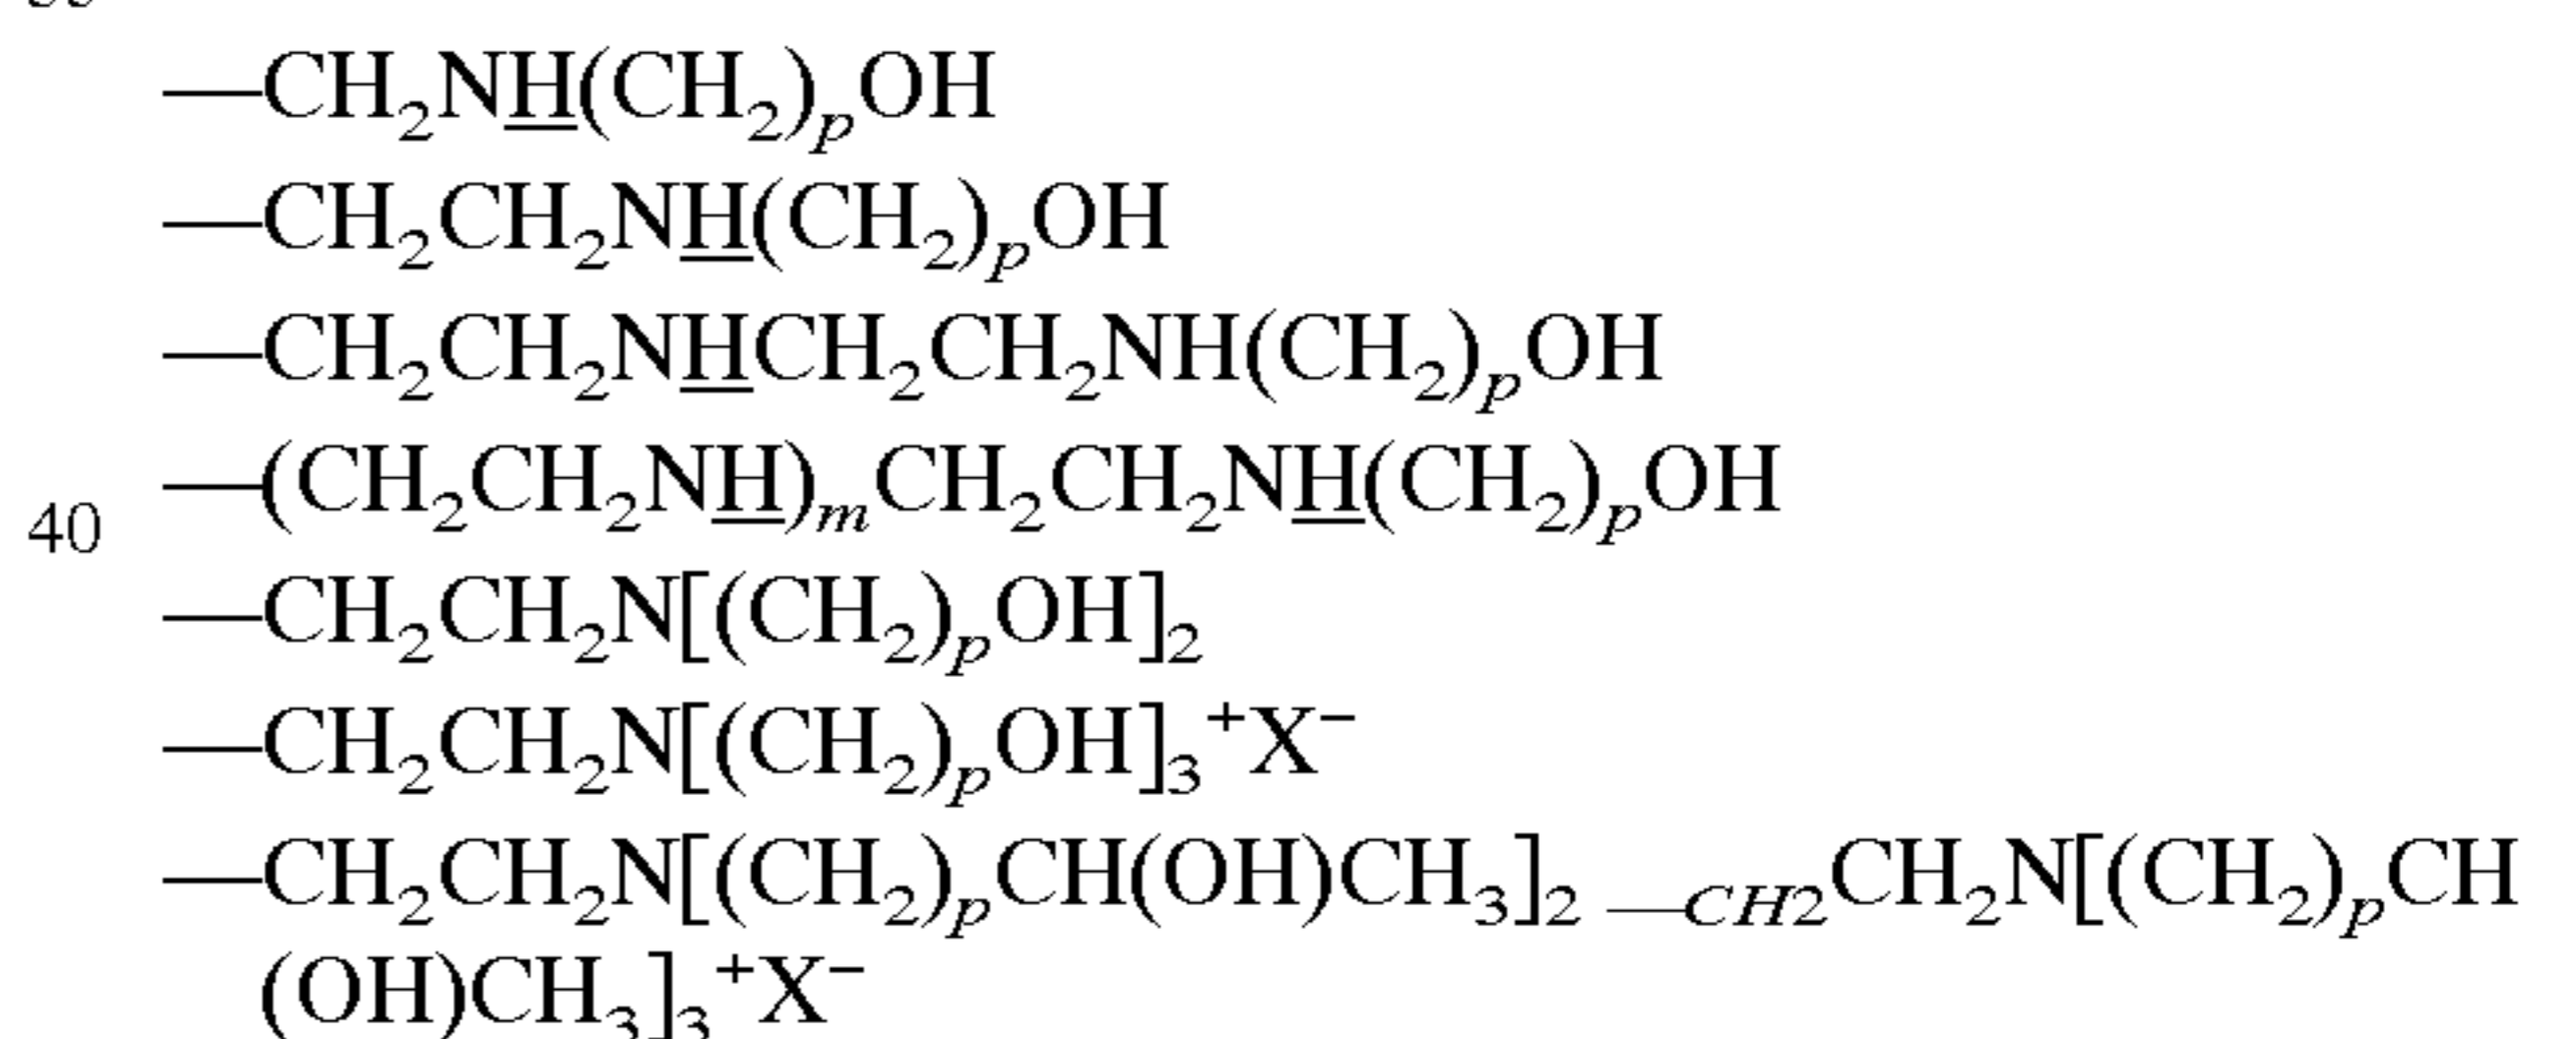 —CH₂NH(CH₂)ₚOH
—CH₂CH₂NH(CH₂)ₚOH
—CH₂CH₂NHCH₂CH₂NH(CH₂)ₚOH
—(CH₂CH₂NH)ₘCH₂CH₂NH(CH₂)ₚOH
40
—CH₂CH₂N[(CH₂)ₚOH]₂
—CH₂CH₂N[(CH₂)ₚOH]₃⁺X⁻
—CH₂CH₂N[(CH₂)ₚCH(OH)CH₃]₂ —CH2CH₂N[(CH₂)ₚCH
(OH)CH₃]₃⁺X⁻